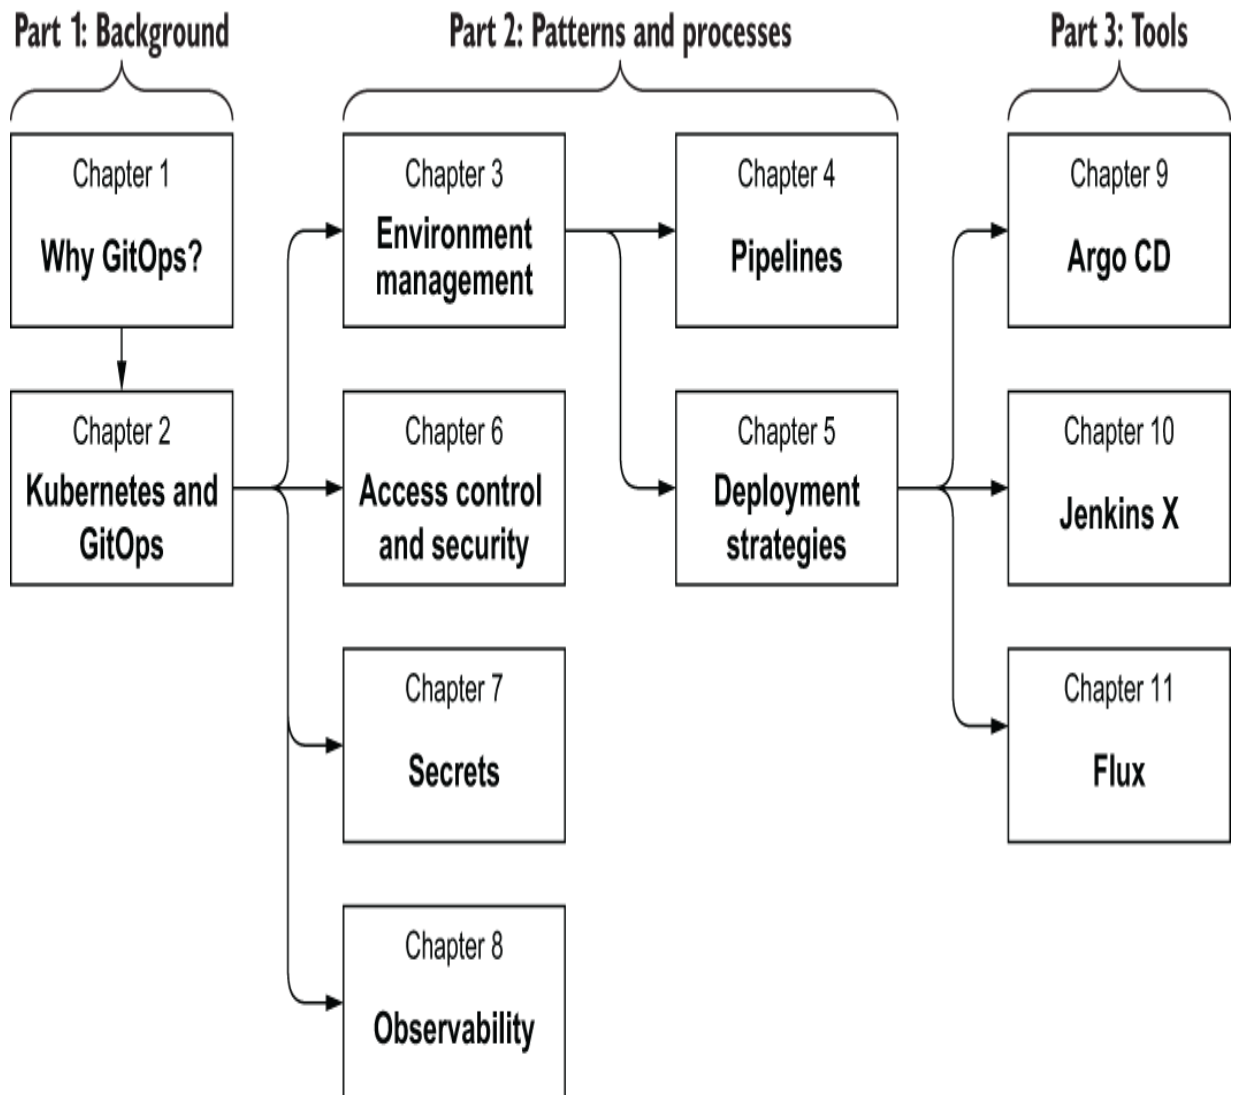 Part 1: Background
Part 2: Patterns and processes
Part 3: Tools
Chapter 1
Why GitOps?
Chapter 2
Kubernetes and
GitOps
Chapter 3
Environment
management
Chapter 4
Pipelines
Chapter 6
Access control
and security
Chapter 5
Deployment
strategies
Chapter 7
Secrets
Chapter 8
Observability
Chapter 9
Argo CD
Chapter 10
Jenkins X
Chapter 11
Flux